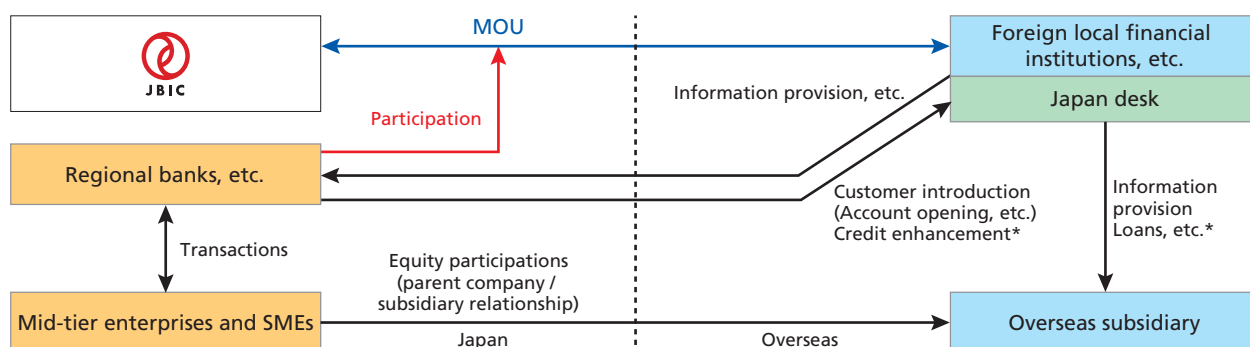 MOU
JBIC
Foreign local financial
institutions, etc.
Japan desk
Information provision, etc.
Participation
Regional banks, etc.
Customer introduction
(Account opening, etc.)
Credit enhancement*
Information
provision
Loans, etc.*
Transactions
Equity participations
(parent company /
subsidiary relationship)
Mid-tier enterprises and SMEs
Overseas subsidiary
Japan
Overseas